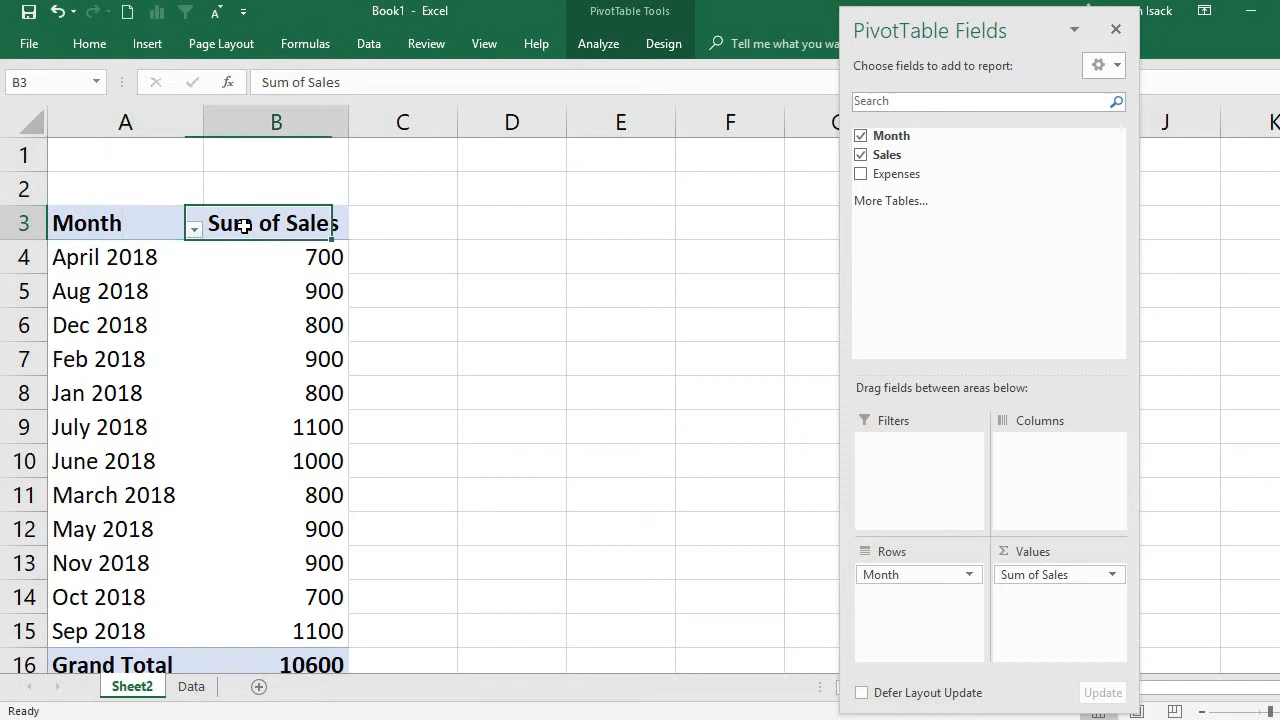 Book1 - Excel
PivotTable Tools
Isack
File Home Insert Page Layout Formulas Data Review View Help Analyze Design Tell me what you wa
B3
fx
Sum of Sales
A B C D E F J
1
2
3 Month Sum of Sales
4 April 2018 700
5 Aug 2018 900
6 Dec 2018 800
7 Feb 2018 900
8 Jan 2018 800
9 July 2018 1100
10 June 2018 1000
11 March 2018 800
12 May 2018 900
13 Nov 2018 900
14 Oct 2018 700
15 Sep 2018 1100
16 Grand Total 10600
Sheet2 Data
Ready
PivotTable Fields
Choose fields to add to report:
Search
Month
Sales
Expenses
More Tables...
Drag fields between areas below:
Filters
Columns
Rows
Month
Σ Values
Sum of Sales
Defer Layout Update
Update